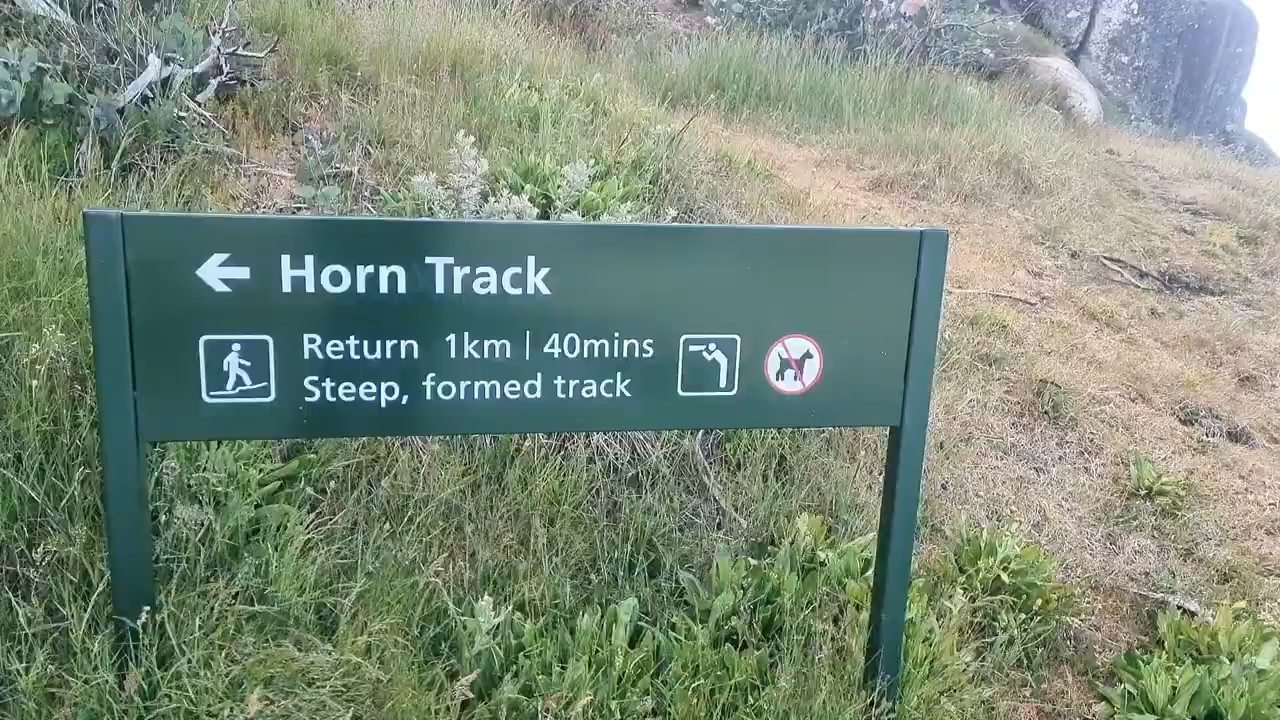 ← Horn Track
Return 1km | 40mins
Steep, formed track